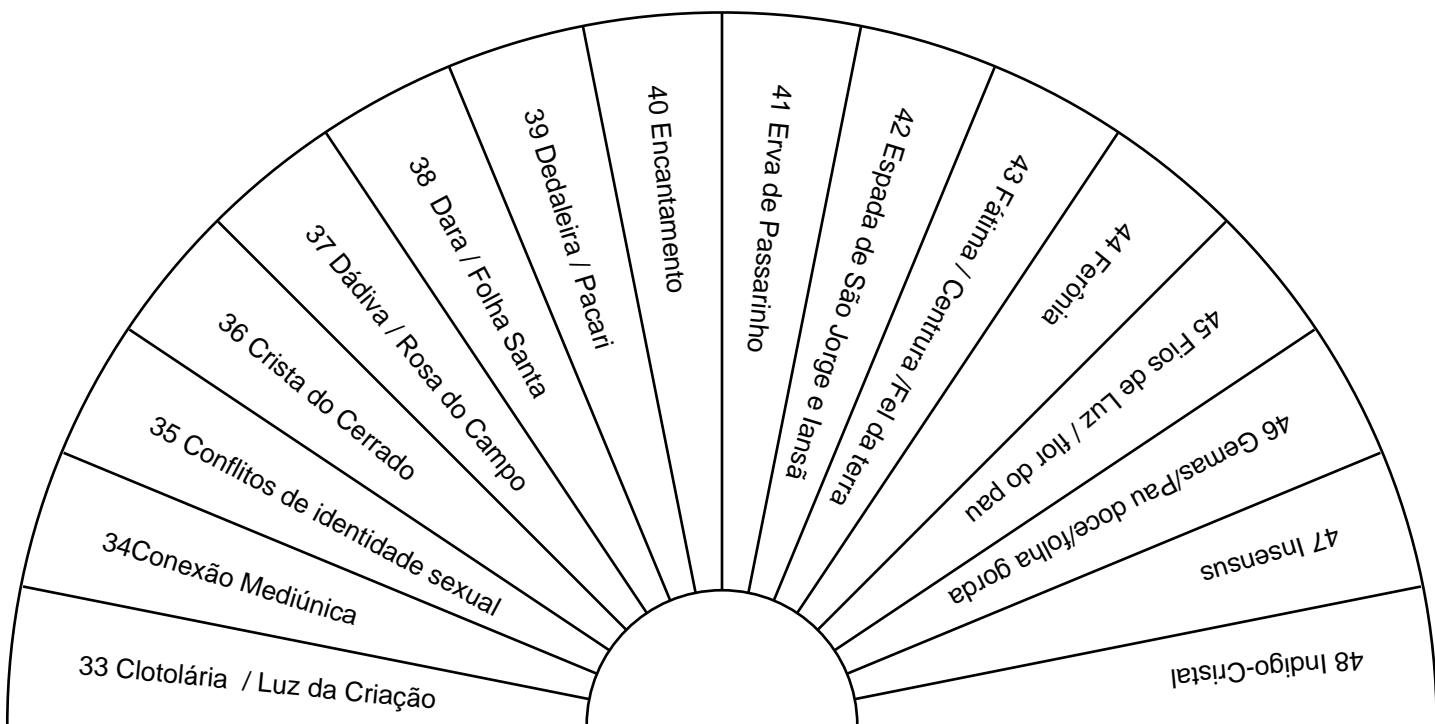 33 Clotolária / Luz da Criação
34Conexão Mediúnica
35 Conflitos de identidade sexual
36 Crista do Cerrado
37 Dádiva / Rosa do Campo
38 Dara / Folha Santa
39 Dedaleira / Pacari
40 Encantamento
41 Erva de Passarinho
42 Espada de São Jorge e Iansã
43 Fátima / Centrura /Fel da terra
44 Ferônia
45 Fios de Luz / flor do pau
46 Gemas/Pau doce/folha gorda
47 Insensus
48 Indigo-Cristal